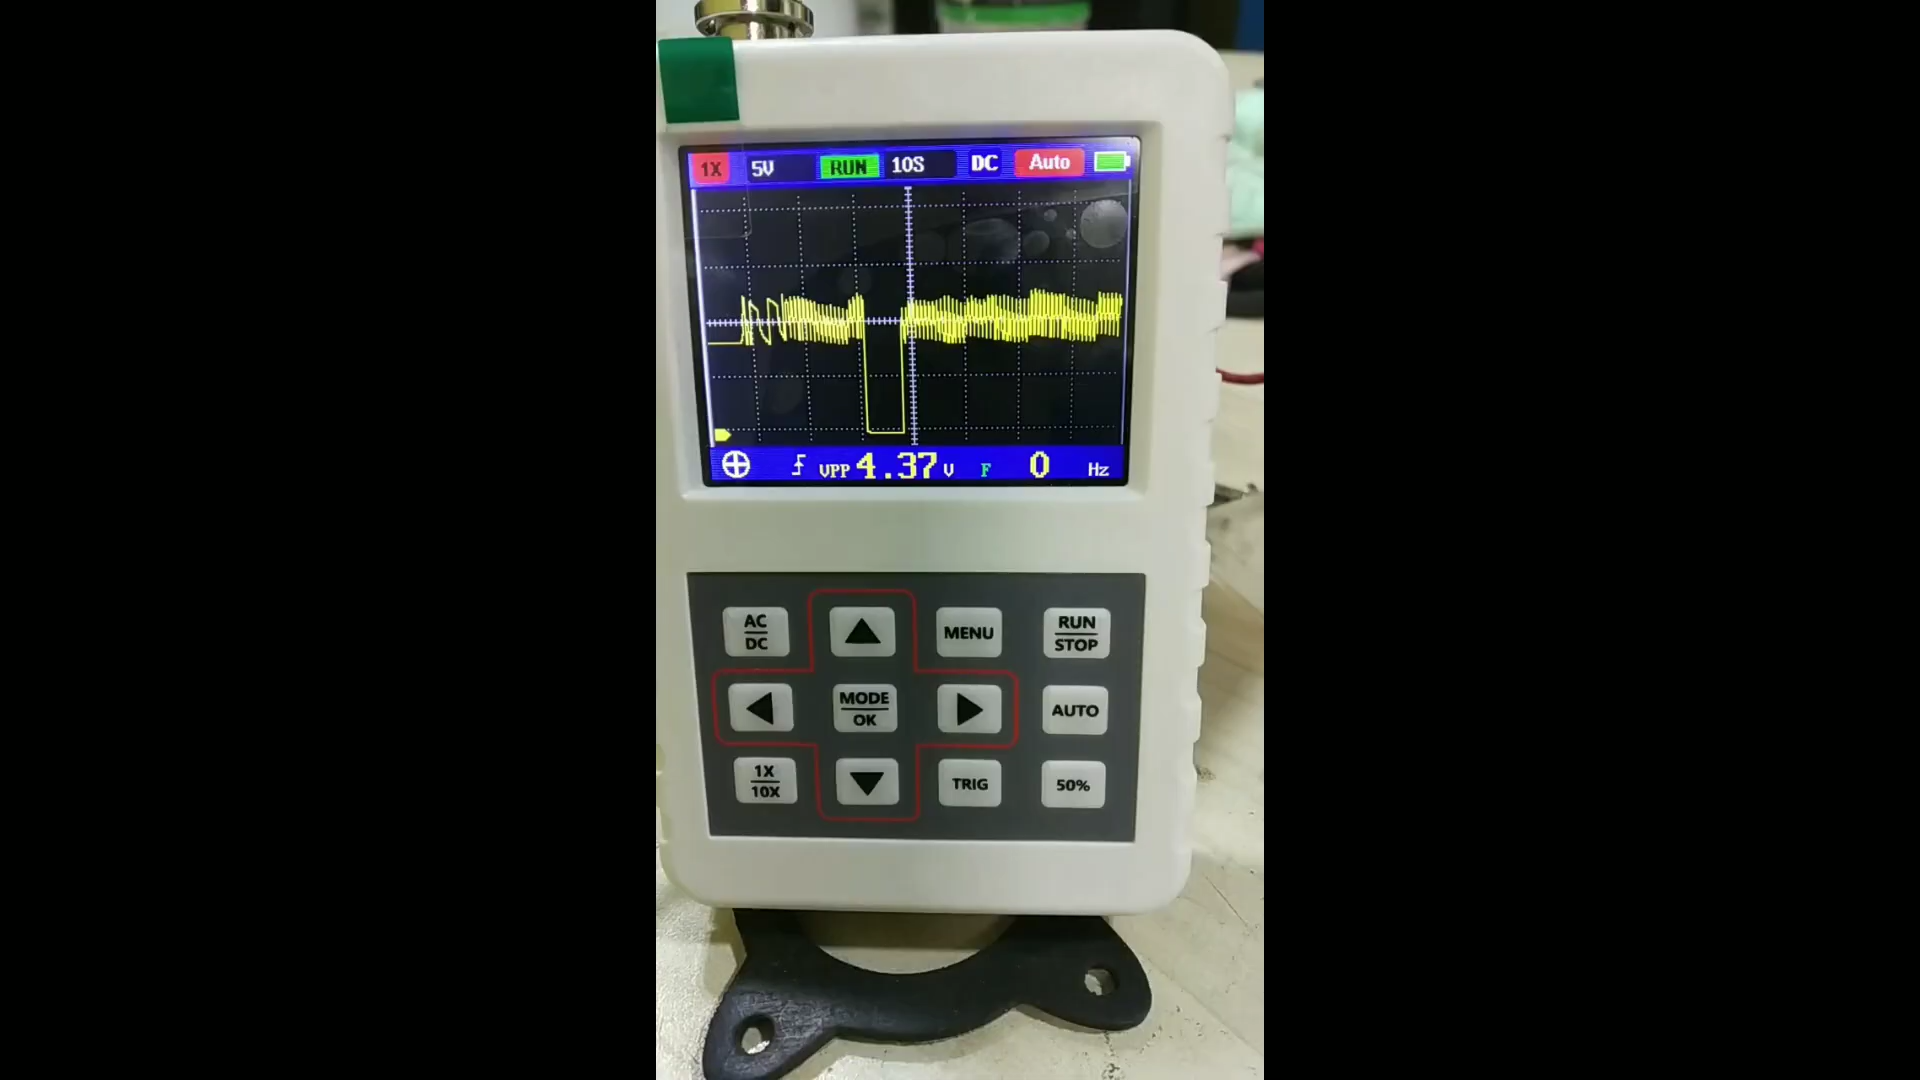 1X 5V RUN 10S DC Auto
VPP 4.37 V F 0 Hz
AC
DC
MENU
RUN
STOP
MODE
OK
AUTO
1X
10X
TRIG
50%